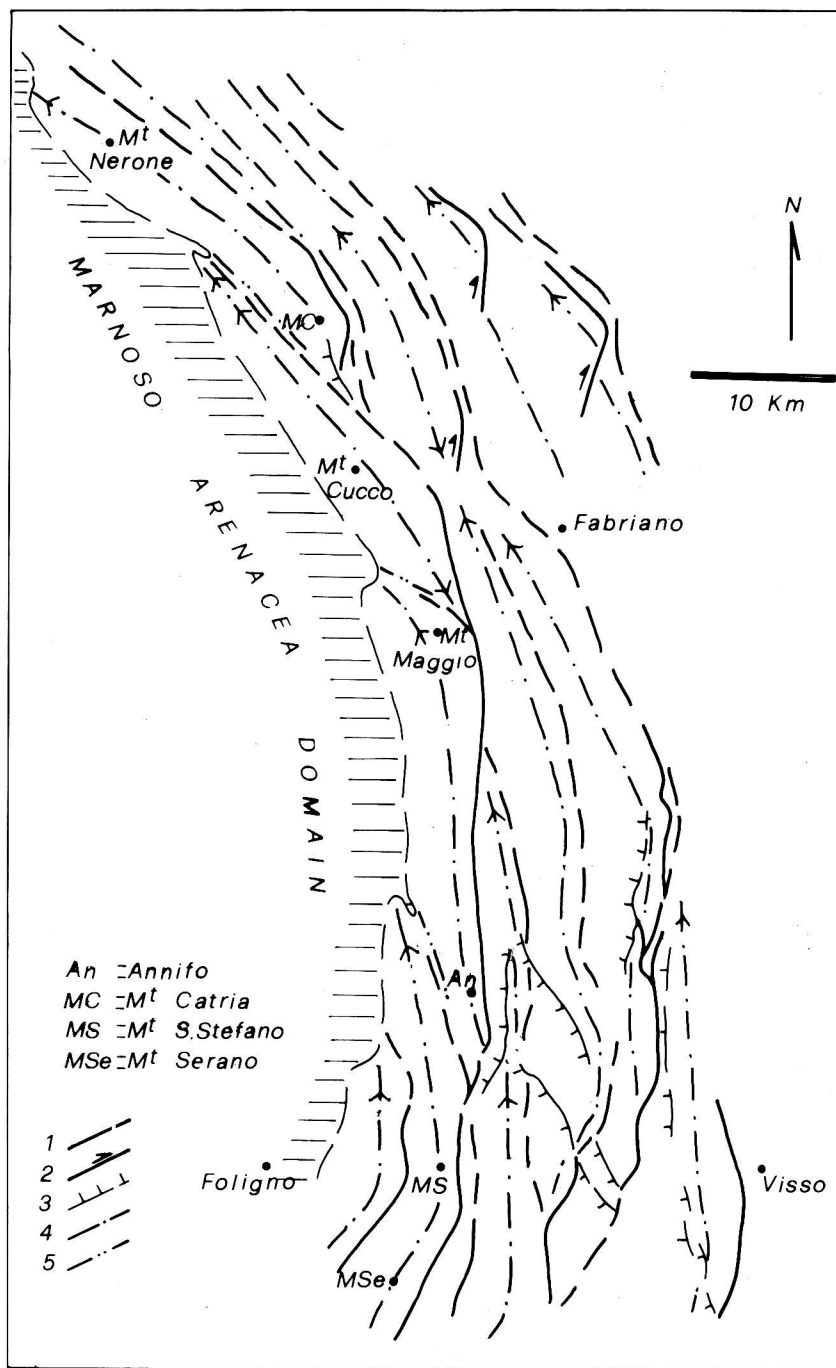 Mt
Nerone
N
MC
10 Km
MARNOSO
ARENACEA
DOMAIN
Mt
Cucco
Fabriano
Mt
Maggio
An
An = Annifo
MC = Mt Catria
MS = Mt S.Stefano
MSe = Mt Serano
1
2
3
4
5
Foligno
MS
Visso
MSe